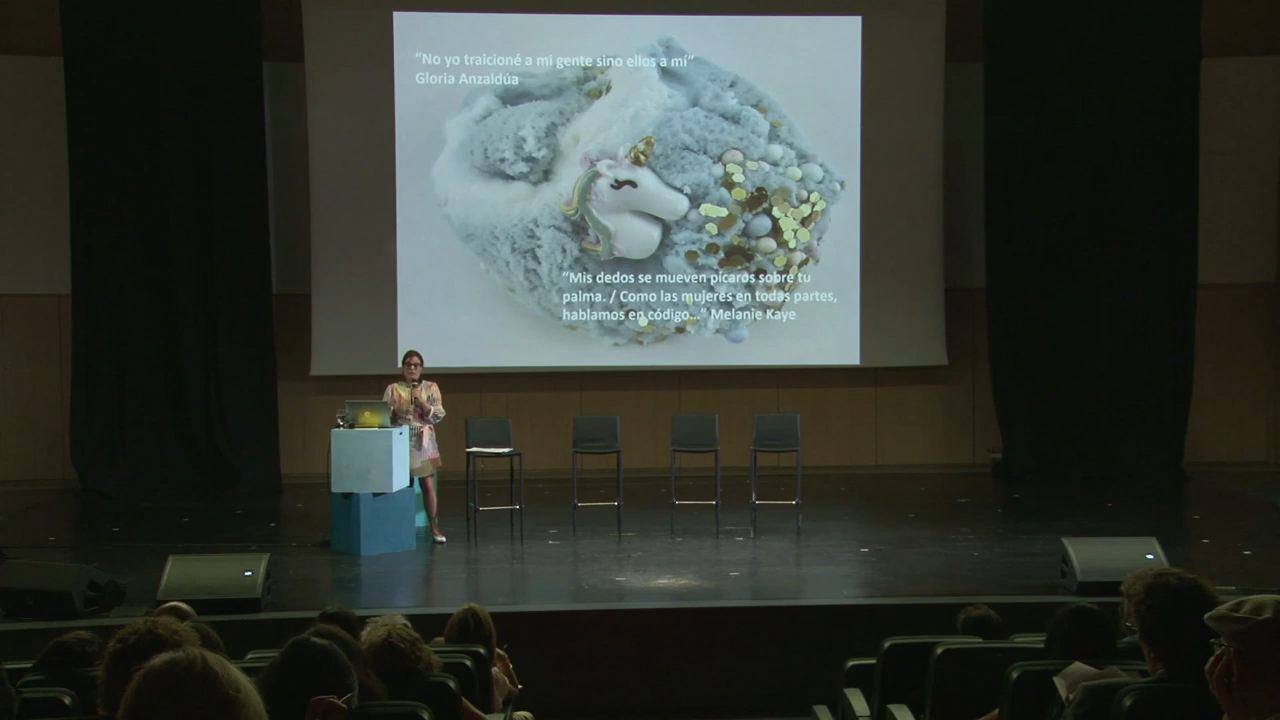 “No yo traicioné a mi gente sino ellos a mí”
Gloria Anzaldúa
“Mis dedos se mueven pícaros sobre tu
palma. / Como las mujeres en todas partes,
hablamos en código...” Melanie Kaye